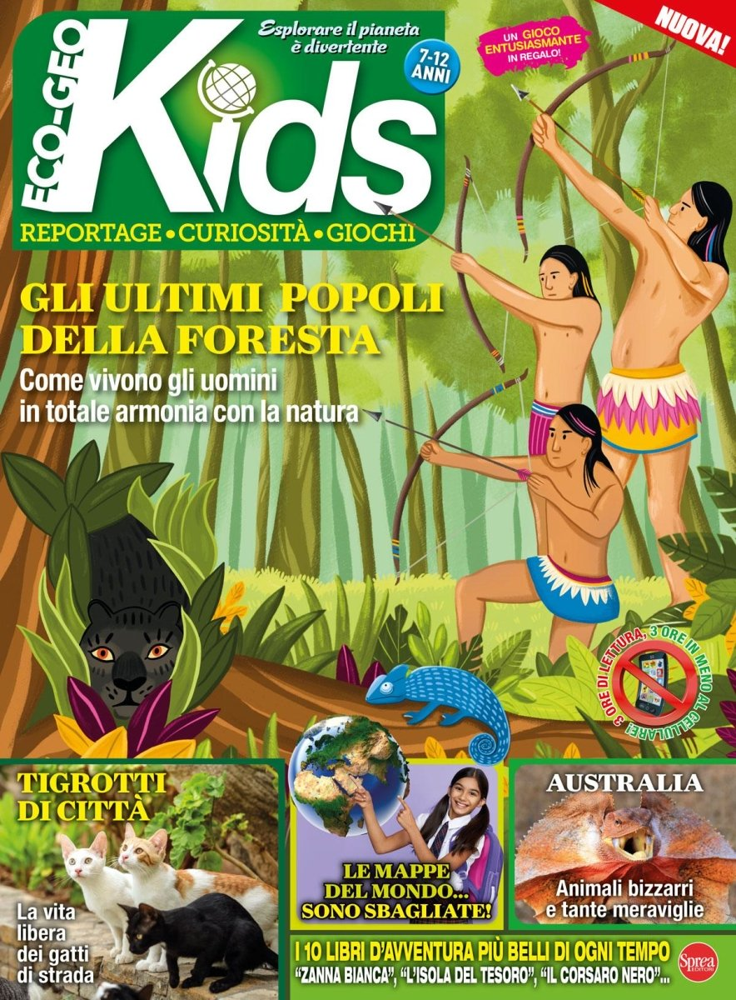 ECO-GEO
Kids
Esplorare il pianeta
è divertente
7-12
ANNI
UN GIOCO
ENTUSIASMANTE
IN REGALO!
NUOVA!
REPORTAGE • CURIOSITÀ • GIOCHI
GLI ULTIMI POPOLI
DELLA FORESTA
Come vivono gli uomini
in totale armonia con la natura
3 ORE DI LETTURA, 3 ORE IN MENO AL CELLULARE!
TIGROTTI
DI CITTÀ
La vita
libera
dei gatti
di strada
LE MAPPE
DEL MONDO...
SONO SBAGLIATE!
AUSTRALIA
Animali bizzarri
e tante meraviglie
I 10 LIBRI D'AVVENTURA PIÙ BELLI DI OGNI TEMPO
“ZANNA BIANCA”, “L'ISOLA DEL TESORO”, “IL CORSARO NERO”...
Sprea
EDITORI